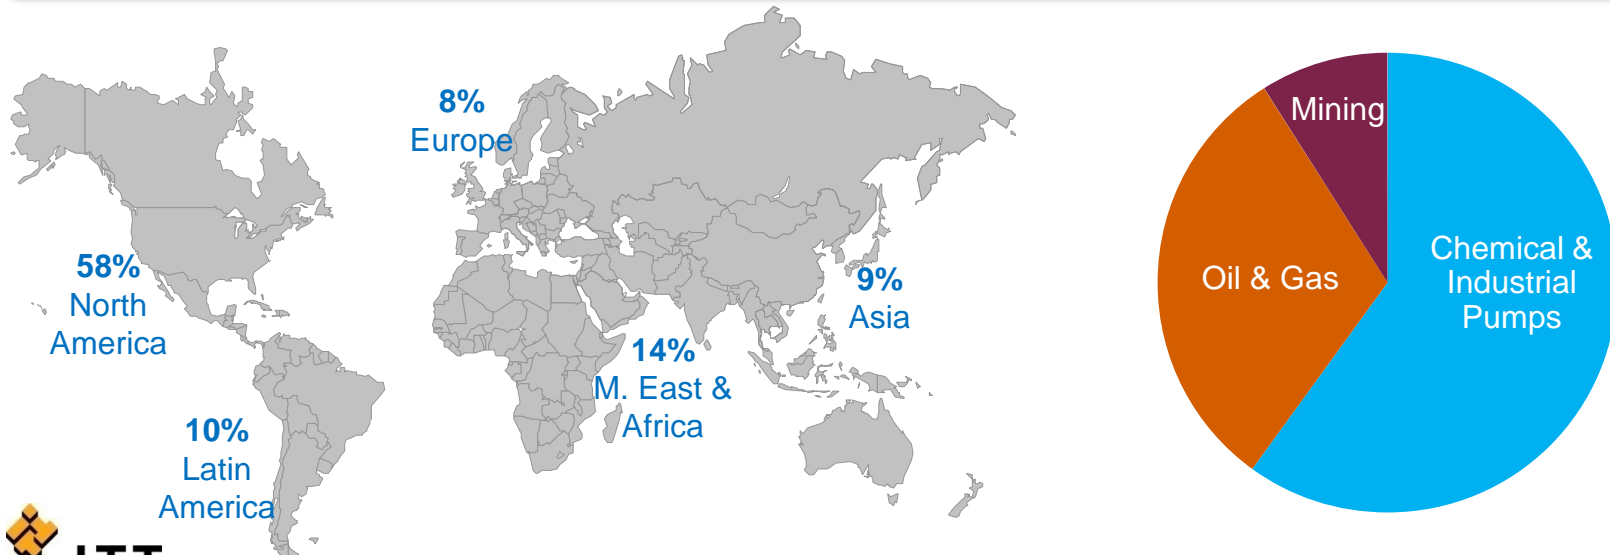 8%
Europe
58%
North
America
9%
Asia
14%
M. East &
Africa
10%
Latin
America
ITT
Mining
Oil & Gas
Chemical &
Industrial
Pumps